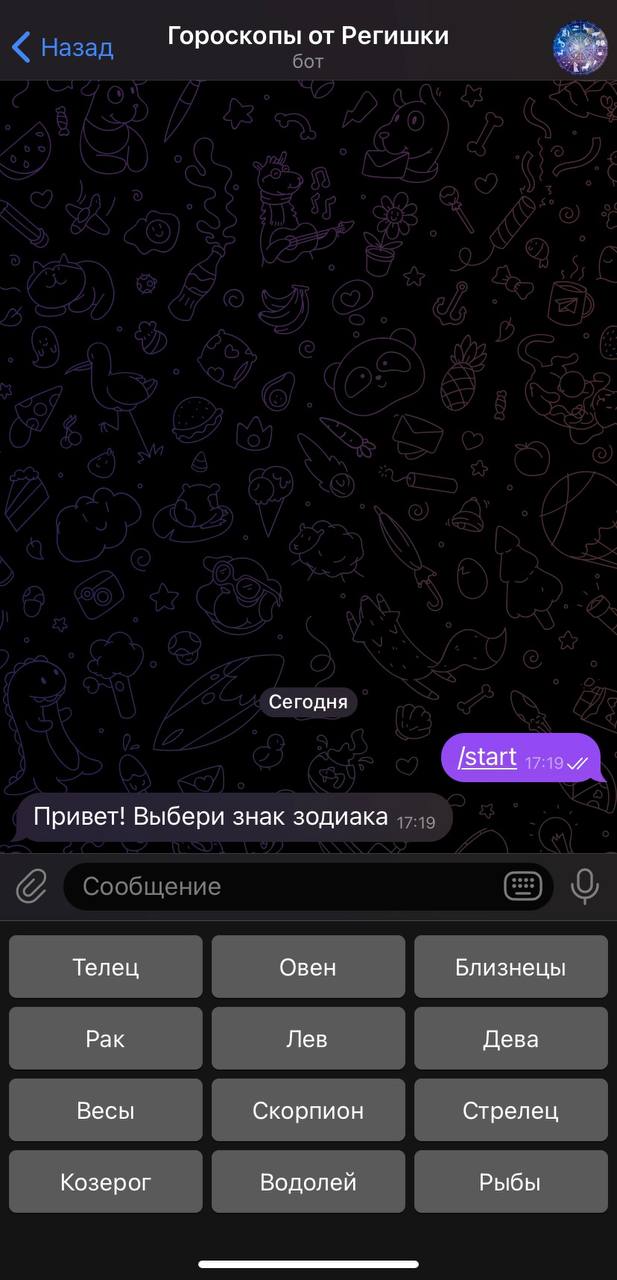 Назад
Гороскопы от Регишки
бот
Сегодня
/start 17:19
Привет! Выбери знак зодиака 17:19
Сообщение
Телец Овен Близнецы
Рак Лев Дева
Весы Скорпион Стрелец
Козерог Водолей Рыбы